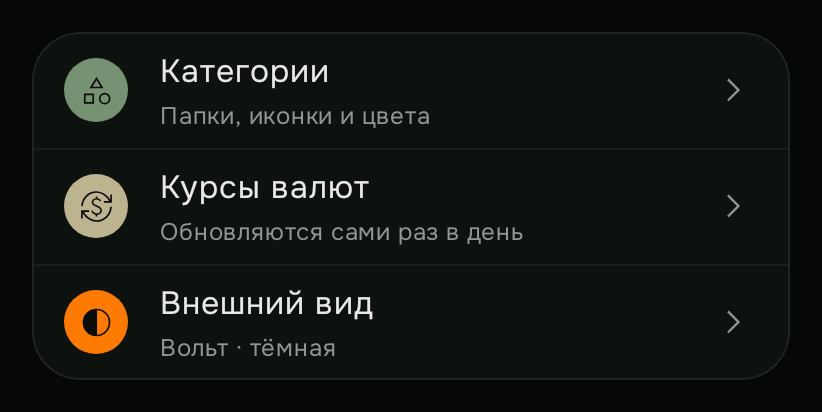 Категории
Папки, иконки и цвета
Курсы валют
Обновляются сами раз в день
Внешний вид
Вольт · тёмная